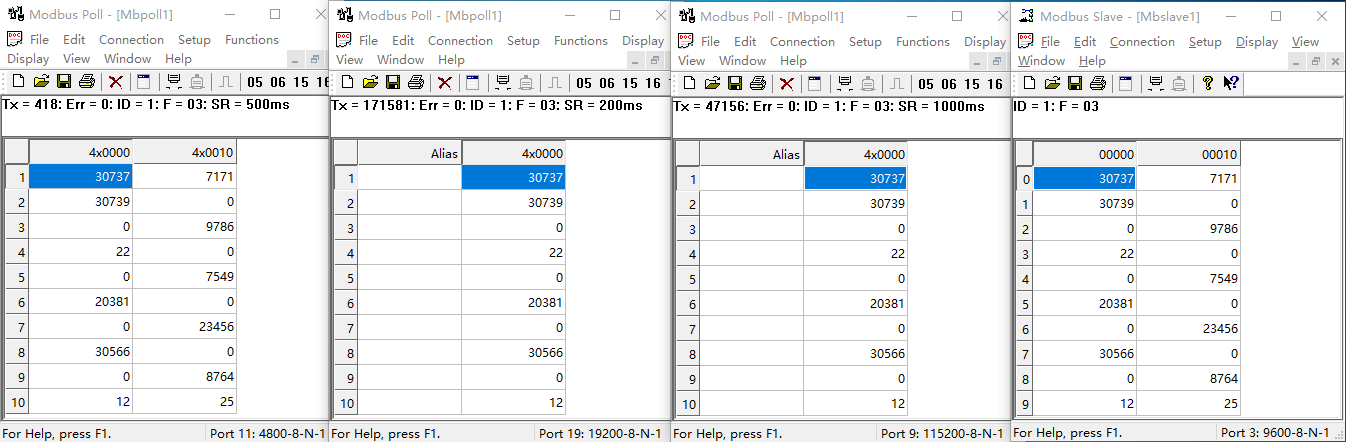 Modbus Poll - [Mbpoll1]
File Edit Connection Setup Functions
Display View Window Help
05 06 15 16
Tx = 418: Err = 0: ID = 1: F = 03: SR = 500ms
4x0000 4x0010
1 30737 7171
2 30739 0
3 0 9786
4 22 0
5 0 7549
6 20381 0
7 0 23456
8 30566 0
9 0 8764
10 12 25
For Help, press F1. Port 11: 4800-8-N-1
Modbus Poll - [Mbpoll1]
File Edit Connection Setup Functions Display
View Window Help
05 06 15 16
Tx = 171581: Err = 0: ID = 1: F = 03: SR = 200ms
Alias 4x0000
1 30737
2 30739
3 0
4 22
5 0
6 20381
7 0
8 30566
9 0
10 12
For Help, press F1. Port 19: 19200-8-N-1
Modbus Poll - [Mbpoll1]
File Edit Connection Setup Functions Display
View Window Help
05 06 15 16
Tx = 47156: Err = 0: ID = 1: F = 03: SR = 1000ms
Alias 4x0000
1 30737
2 30739
3 0
4 22
5 0
6 20381
7 0
8 30566
9 0
10 12
For Help, press F1. Port 9: 115200-8-N-1
Modbus Slave - [Mbslave1]
File Edit Connection Setup Display View
Window Help
ID = 1: F = 03
00000 00010
0 30737 7171
1 30739 0
2 0 9786
3 22 0
4 0 7549
5 20381 0
6 0 23456
7 30566 0
8 0 8764
9 12 25
For Help, press F1. Port 3: 9600-8-N-1